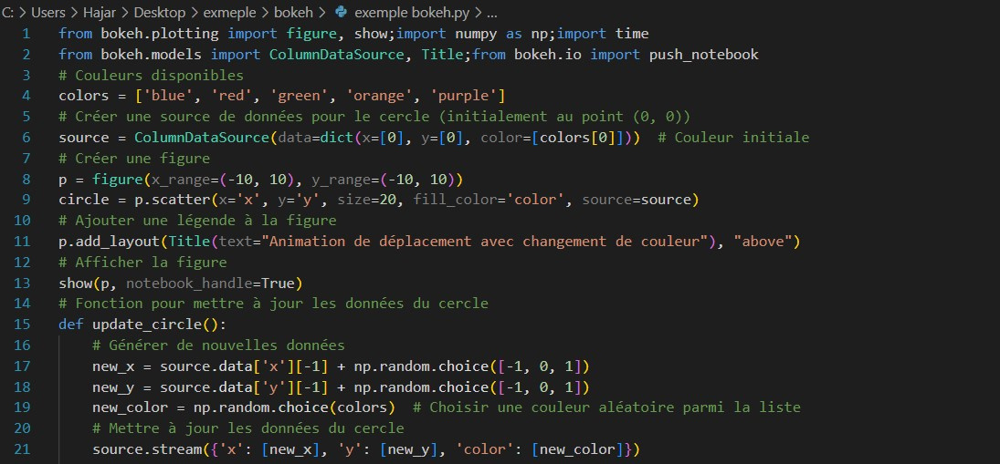 C: > Users > Hajar > Desktop > exmeple > bokeh > exemple bokeh.py > ...
1 from bokeh.plotting import figure, show;import numpy as np;import time
2 from bokeh.models import ColumnDataSource, Title;from bokeh.io import push_notebook
3 # Couleurs disponibles
4 colors = ['blue', 'red', 'green', 'orange', 'purple']
5 # Créer une source de données pour le cercle (initialement au point (0, 0))
6 source = ColumnDataSource(data=dict(x=[0], y=[0], color=[colors[0]]))  # Couleur initiale
7 # Créer une figure
8 p = figure(x_range=(-10, 10), y_range=(-10, 10))
9 circle = p.scatter(x='x', y='y', size=20, fill_color='color', source=source)
10 # Ajouter une légende à la figure
11 p.add_layout(Title(text="Animation de déplacement avec changement de couleur"), "above")
12 # Afficher la figure
13 show(p, notebook_handle=True)
14 # Fonction pour mettre à jour les données du cercle
15 def update_circle():
16     # Générer de nouvelles données
17     new_x = source.data['x'][-1] + np.random.choice([-1, 0, 1])
18     new_y = source.data['y'][-1] + np.random.choice([-1, 0, 1])
19     new_color = np.random.choice(colors)  # Choisir une couleur aléatoire parmi la liste
20     # Mettre à jour les données du cercle
21     source.stream({'x': [new_x], 'y': [new_y], 'color': [new_color]})